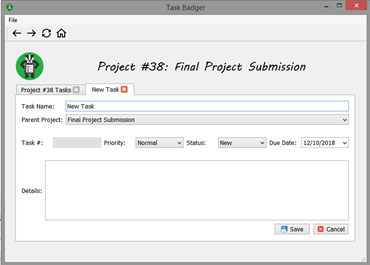 Task Badger
File
Project #38: Final Project Submission
Project #38 Tasks
New Task
Task Name: New Task
Parent Project: Final Project Submission
Task #: Priority: Normal Status: New Due Date: 12/10/2018
Details:
Save Cancel